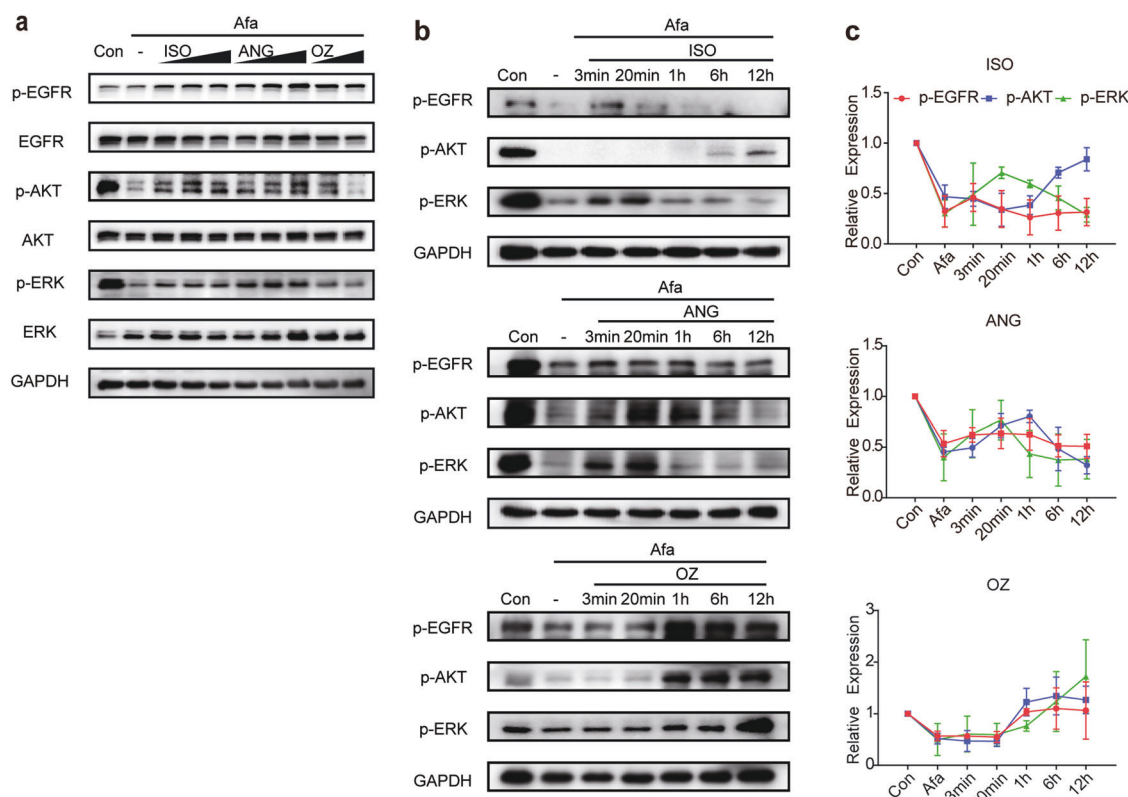 a
Afa
Con - ISO ANG OZ
p-EGFR
EGFR
p-AKT
AKT
p-ERK
ERK
GAPDH
b
Afa
ISO
Con - 3min 20min 1h 6h 12h
p-EGFR
p-AKT
p-ERK
GAPDH
Afa
ANG
Con - 3min 20min 1h 6h 12h
p-EGFR
p-AKT
p-ERK
GAPDH
Afa
OZ
Con - 3min 20min 1h 6h 12h
p-EGFR
p-AKT
p-ERK
GAPDH
c
ISO
Relative Expression
1.5
1.0
0.5
0.0
p-EGFR p-AKT p-ERK
Con Afa 3min 20min 1h 6h 12h
ANG
Relative Expression
1.5
1.0
0.5
0.0
Con Afa 3min 20min 1h 6h 12h
OZ
Relative Expression
3
2
1
0
Con Afa 3min 0min 1h 6h 12h